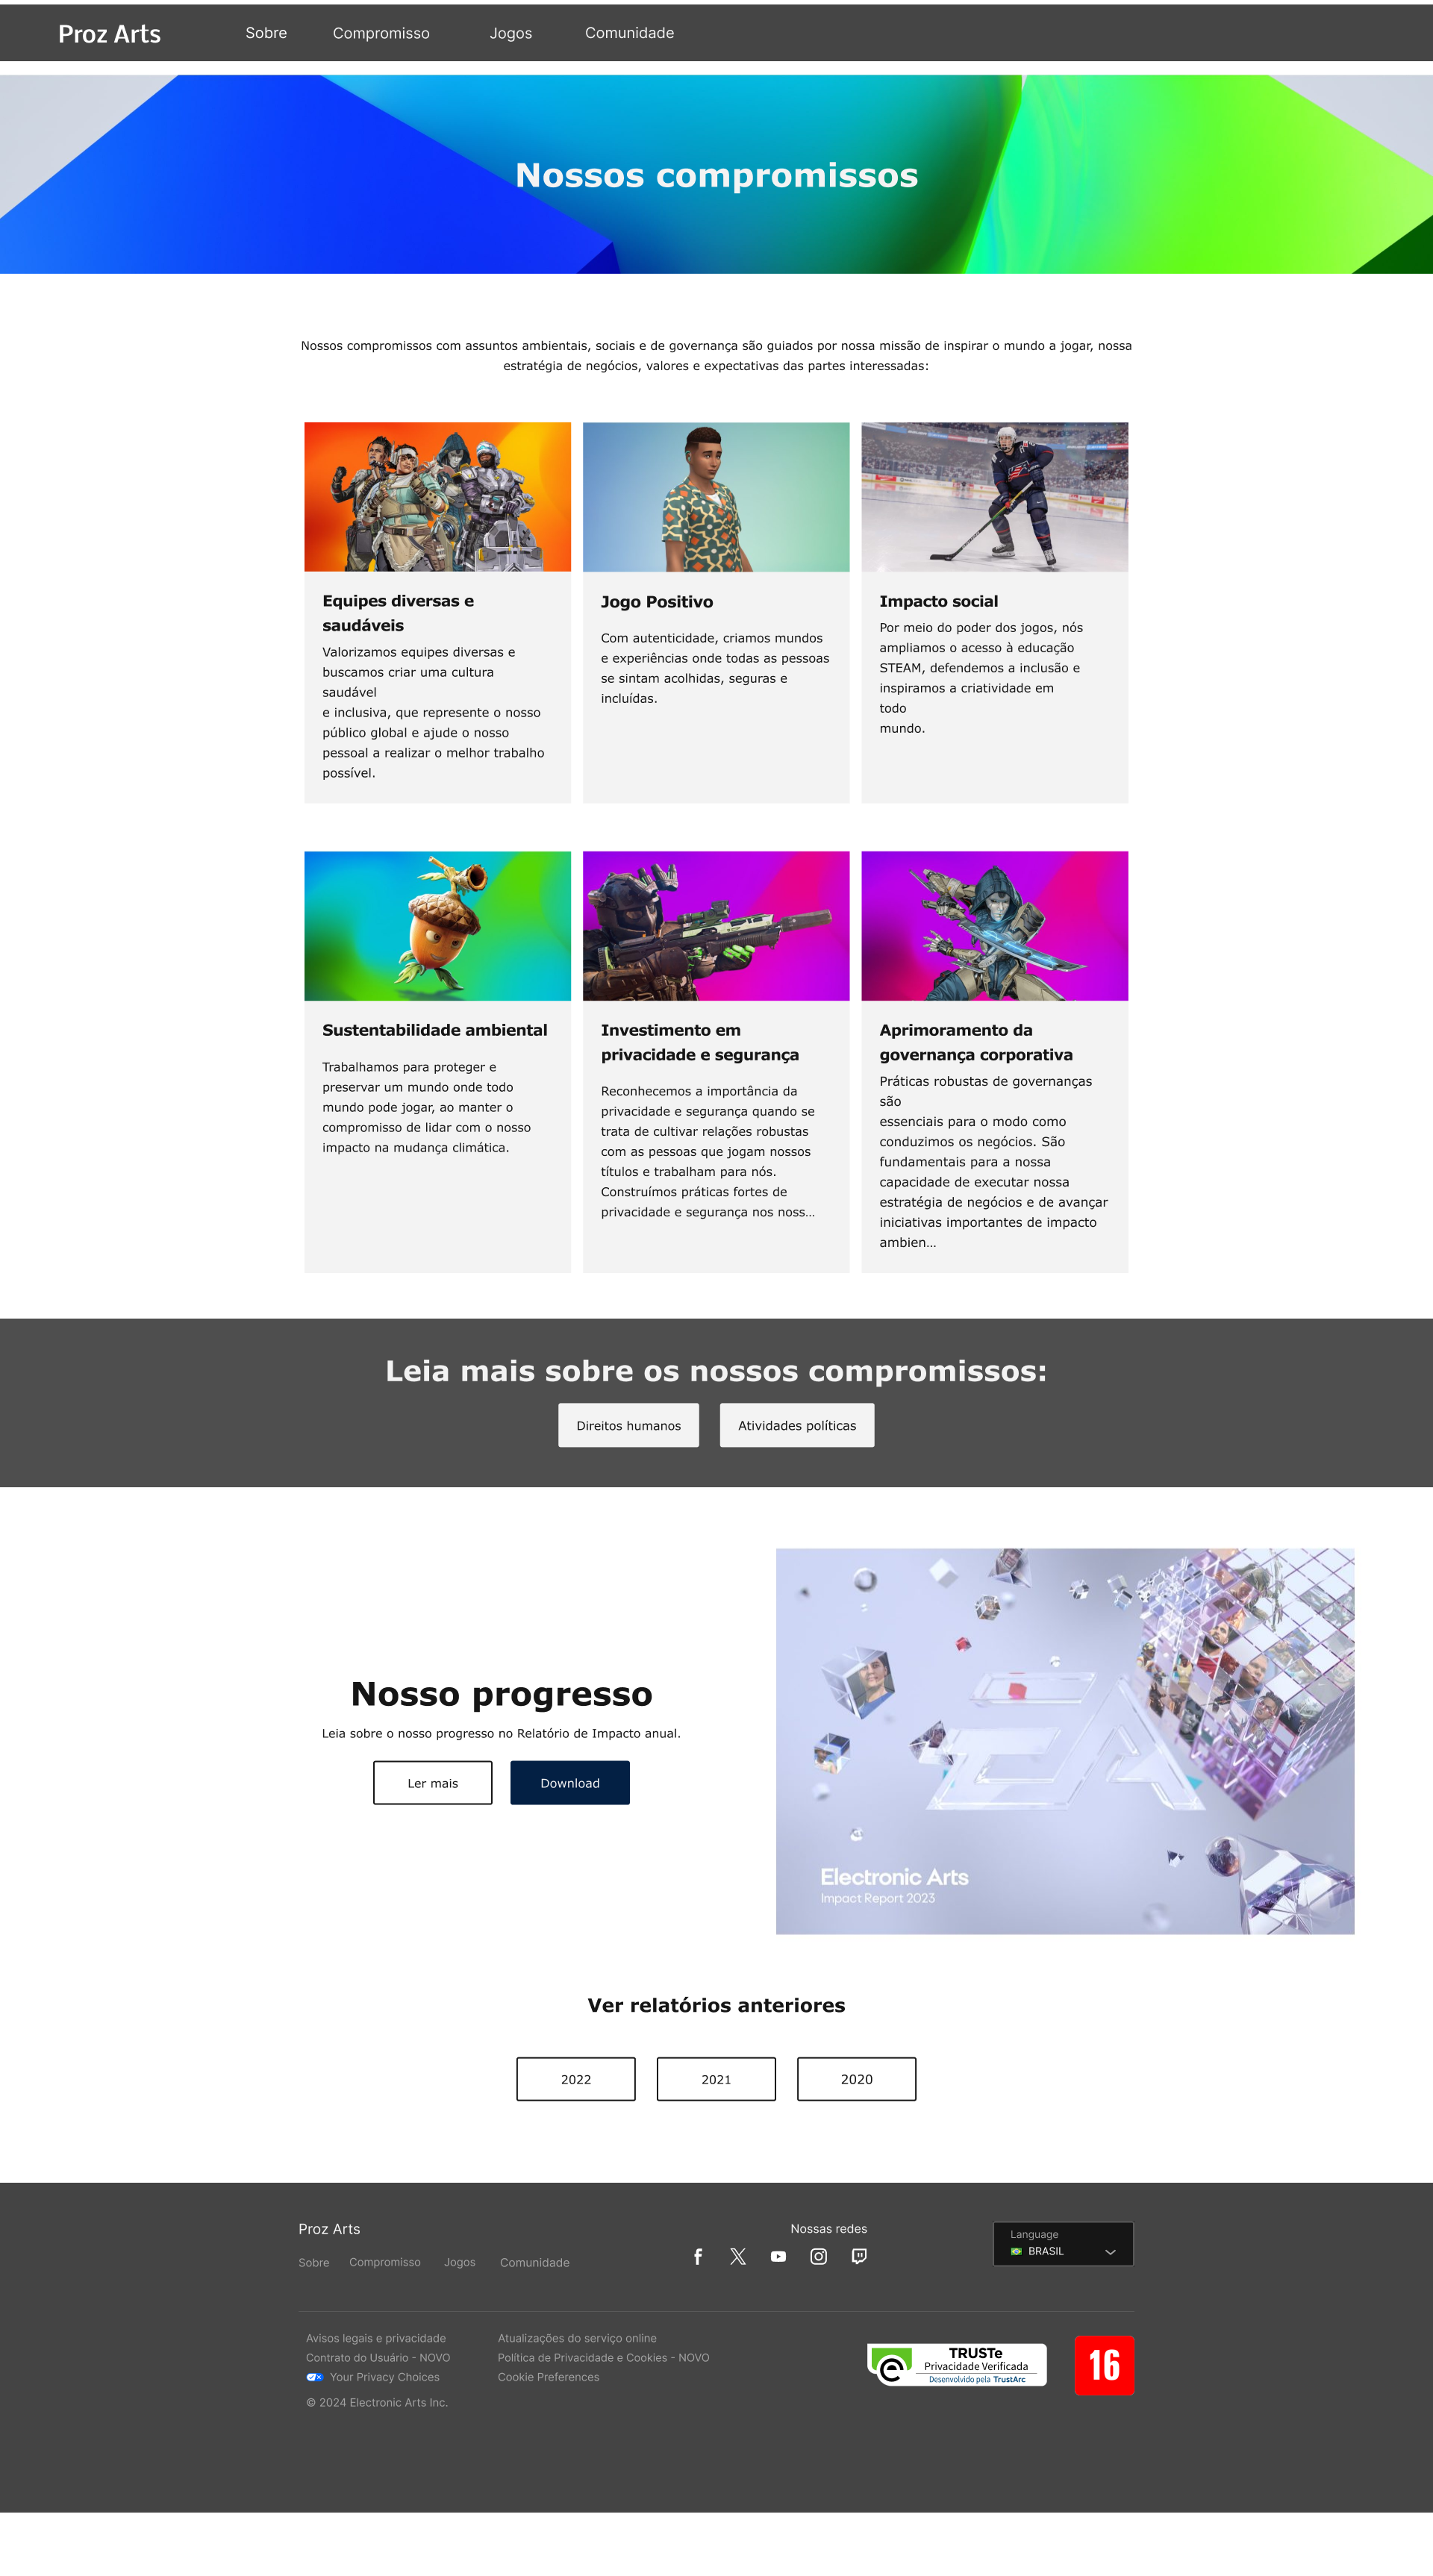 Proz Arts
Sobre
Compromisso
Jogos
Comunidade
Nossos compromissos
Nossos compromissos com assuntos ambientais, sociais e de governança são guiados por nossa missão de inspirar o mundo a jogar, nossa
estratégia de negócios, valores e expectativas das partes interessadas:
Equipes diversas e
saudáveis
Valorizamos equipes diversas e
buscamos criar uma cultura
saudável
e inclusiva, que represente o nosso
público global e ajude o nosso
pessoal a realizar o melhor trabalho
possível.
Jogo Positivo
Com autenticidade, criamos mundos
e experiências onde todas as pessoas
se sintam acolhidas, seguras e
incluídas.
Impacto social
Por meio do poder dos jogos, nós
ampliamos o acesso à educação
STEAM, defendemos a inclusão e
inspiramos a criatividade em
todo
mundo.
Sustentabilidade ambiental
Trabalhamos para proteger e
preservar um mundo onde todo
mundo pode jogar, ao manter o
compromisso de lidar com o nosso
impacto na mudança climática.
Investimento em
privacidade e segurança
Reconhecemos a importância da
privacidade e segurança quando se
trata de cultivar relações robustas
com as pessoas que jogam nossos
títulos e trabalham para nós.
Construímos práticas fortes de
privacidade e segurança nos noss...
Aprimoramento da
governança corporativa
Práticas robustas de governanças
são
essenciais para o modo como
conduzimos os negócios. São
fundamentais para a nossa
capacidade de executar nossa
estratégia de negócios e de avançar
iniciativas importantes de impacto
ambien...
Leia mais sobre os nossos compromissos:
Direitos humanos
Atividades políticas
Nosso progresso
Leia sobre o nosso progresso no Relatório de Impacto anual.
Ler mais
Download
EA
Electronic Arts
Impact Report 2023
Ver relatórios anteriores
2022
2021
2020
Proz Arts
Sobre
Compromisso
Jogos
Comunidade
Nossas redes
Language
BRASIL
Avisos legais e privacidade
Contrato do Usuário - NOVO
Your Privacy Choices
© 2024 Electronic Arts Inc.
Atualizações do serviço online
Política de Privacidade e Cookies - NOVO
Cookie Preferences
TRUSTe
Privacidade Verificada
Desenvolvido pela TrustArc
16